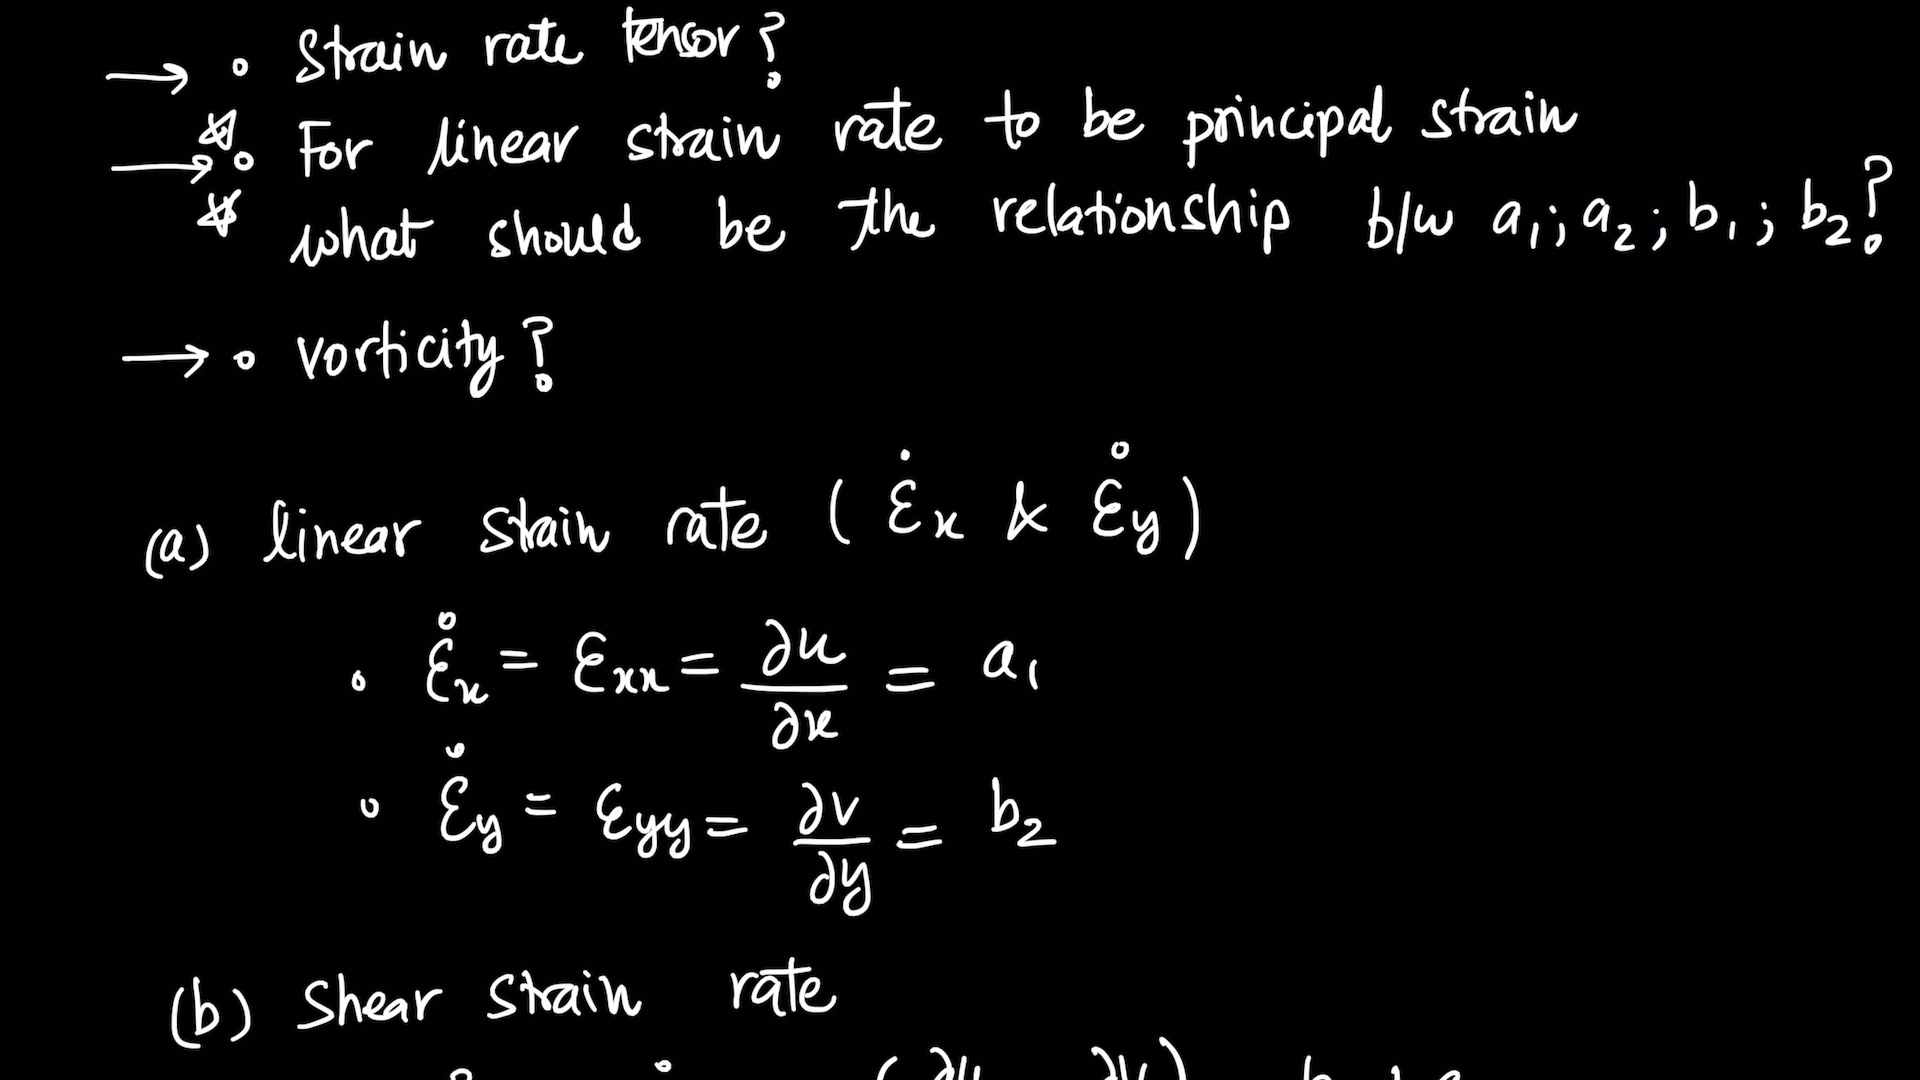 → • Strain rate tensor?
→ • For linear strain rate to be principal strain
what should be the relationship b/w a₁; a₂; b₁; b₂?
→ • vorticity?
(a) linear strain rate ( ε̇x & ε̇y )
• ε̇x = εxx = ∂u/∂x = a₁
• ε̇y = εyy = ∂v/∂y = b₂
(b) Shear strain rate